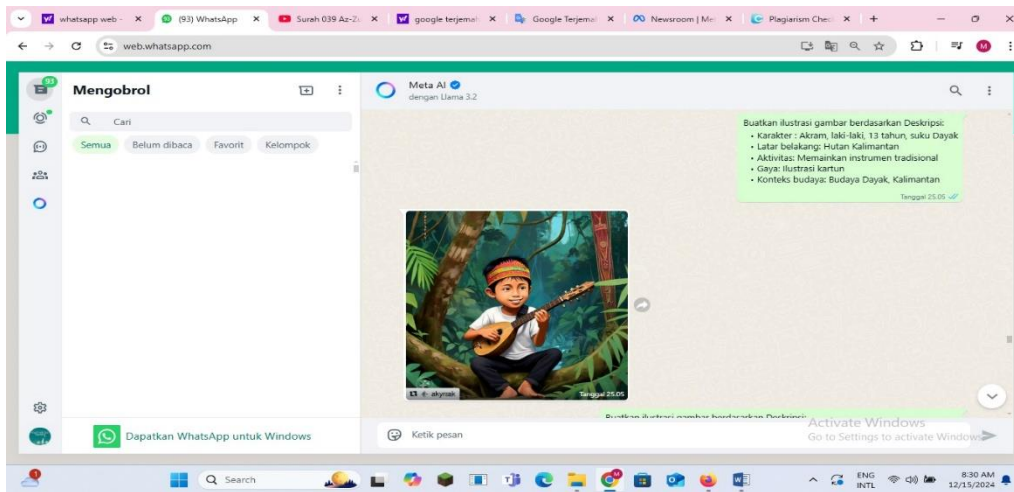 whatsapp web -
(93) WhatsApp
Surah 039 Az-Zu
google terjemah
Google Terjemah
Newsroom | Met
Plagiarism Chec
web.whatsapp.com
93
Mengobrol
Cari
Semua Belum dibaca Favorit Kelompok
Dapatkan WhatsApp untuk Windows
Meta AI
dengan Llama 3.2
Buatkan ilustrasi gambar berdasarkan Deskripsi:
• Karakter : Akram, laki-laki, 13 tahun, suku Dayak
• Latar belakang: Hutan Kalimantan
• Aktivitas: Memainkan instrumen tradisional
• Gaya: Ilustrasi kartun
• Konteks budaya: Budaya Dayak, Kalimantan
Tanggal 25.05
Tanggal 25.05
Buatkan ilustrasi gambar berdasarkan Deskripsi:
Ketik pesan
Activate Windows
Go to Settings to activate Windows.
Search
ENG
INTL
8:30 AM
12/15/2024